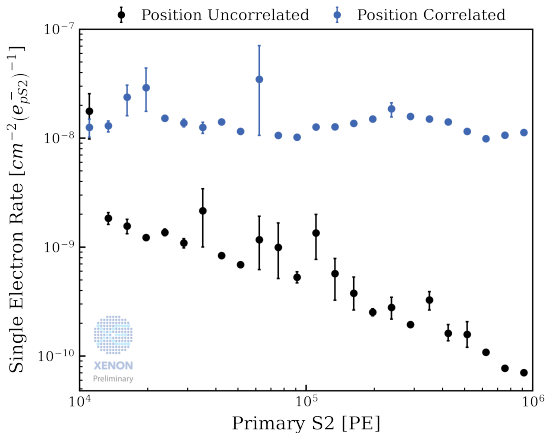 Position Uncorrelated   Position Correlated
10⁻⁷
10⁻⁸
10⁻⁹
10⁻¹⁰
Single Electron Rate [cm⁻²(e⁻pS2)⁻¹]
XENON
Preliminary
10⁴   10⁵   10⁶
Primary S2 [PE]